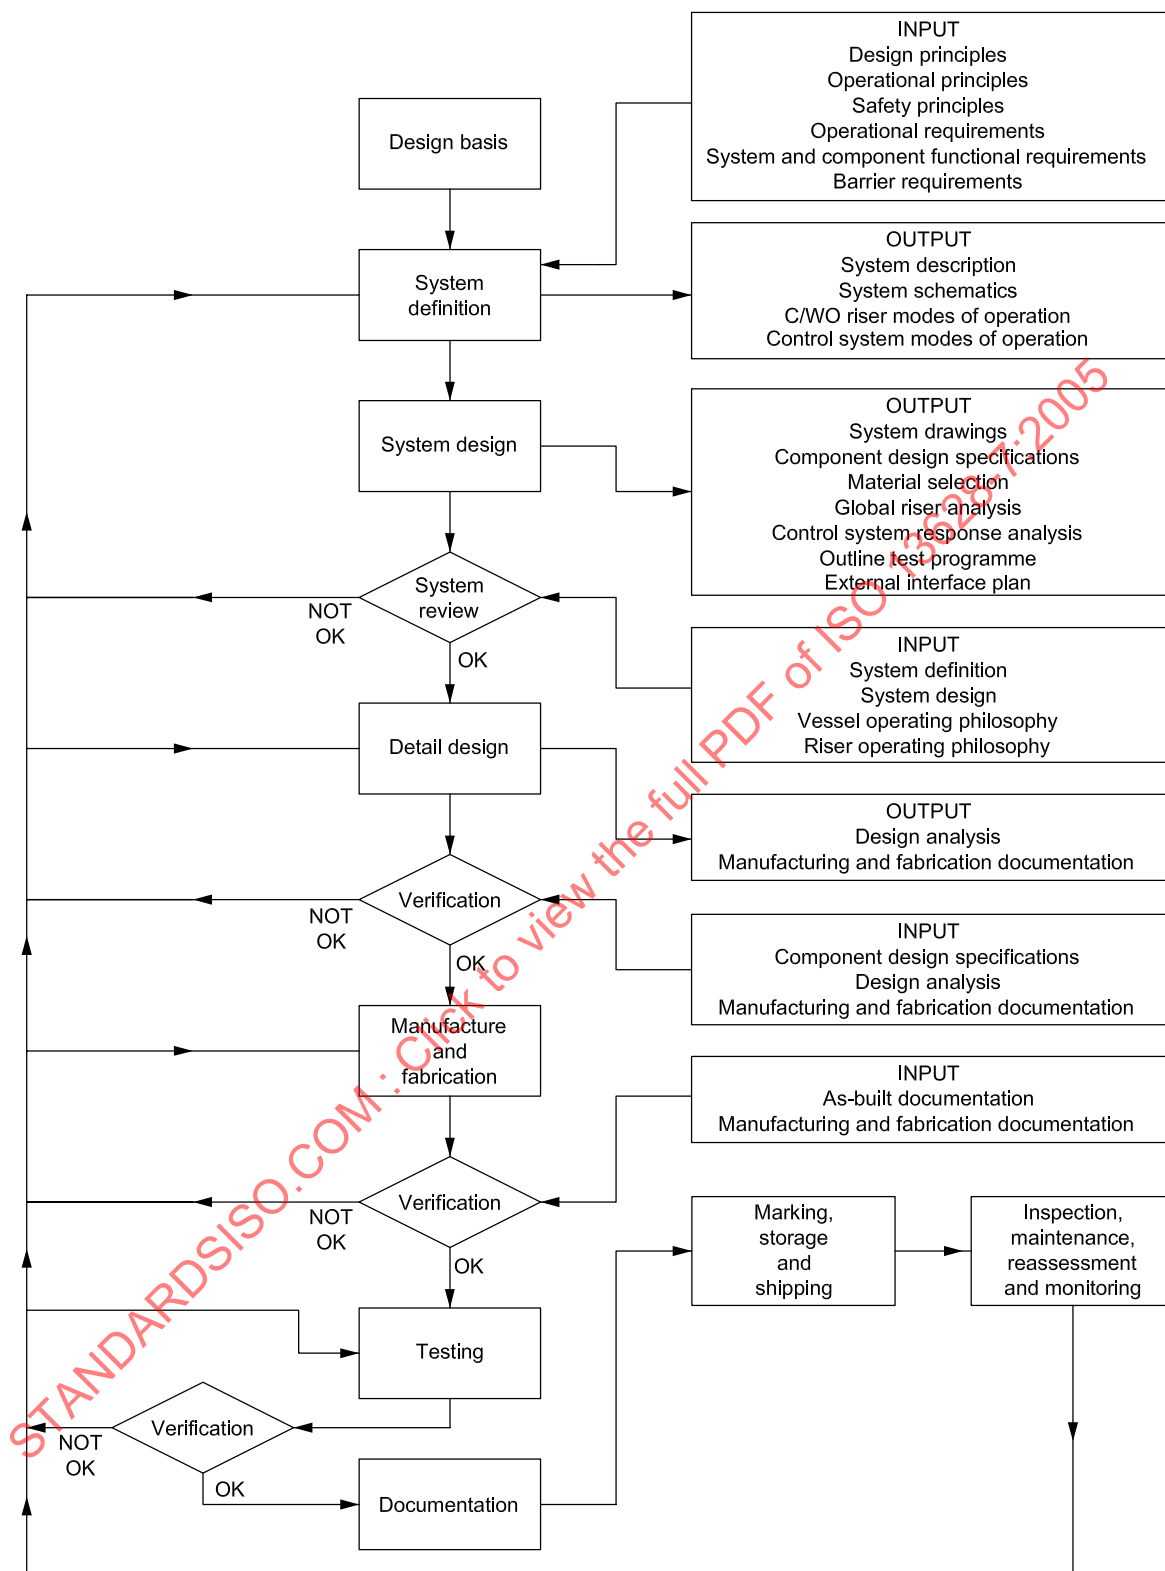 INPUT
Design principles
Operational principles
Safety principles
Operational requirements
System and component functional requirements
Barrier requirements
Design basis
OUTPUT
System description
System schematics
C/WO riser modes of operation
Control system modes of operation
System
definition
OUTPUT
System drawings
Component design specifications
Material selection
Global riser analysis
Control system response analysis
Outline test programme
External interface plan
System design
System
review
NOT
OK
OK
INPUT
System definition
System design
Vessel operating philosophy
Riser operating philosophy
Detail design
OUTPUT
Design analysis
Manufacturing and fabrication documentation
Verification
NOT
OK
OK
INPUT
Component design specifications
Design analysis
Manufacturing and fabrication documentation
Manufacture
and
fabrication
INPUT
As-built documentation
Manufacturing and fabrication documentation
Verification
NOT
OK
OK
Marking,
storage
and
shipping
Inspection,
maintenance,
reassessment
and monitoring
Testing
Verification
NOT
OK
OK
Documentation
STANDARDSISO.COM : Click to view the full PDF of ISO 13628-7:2005